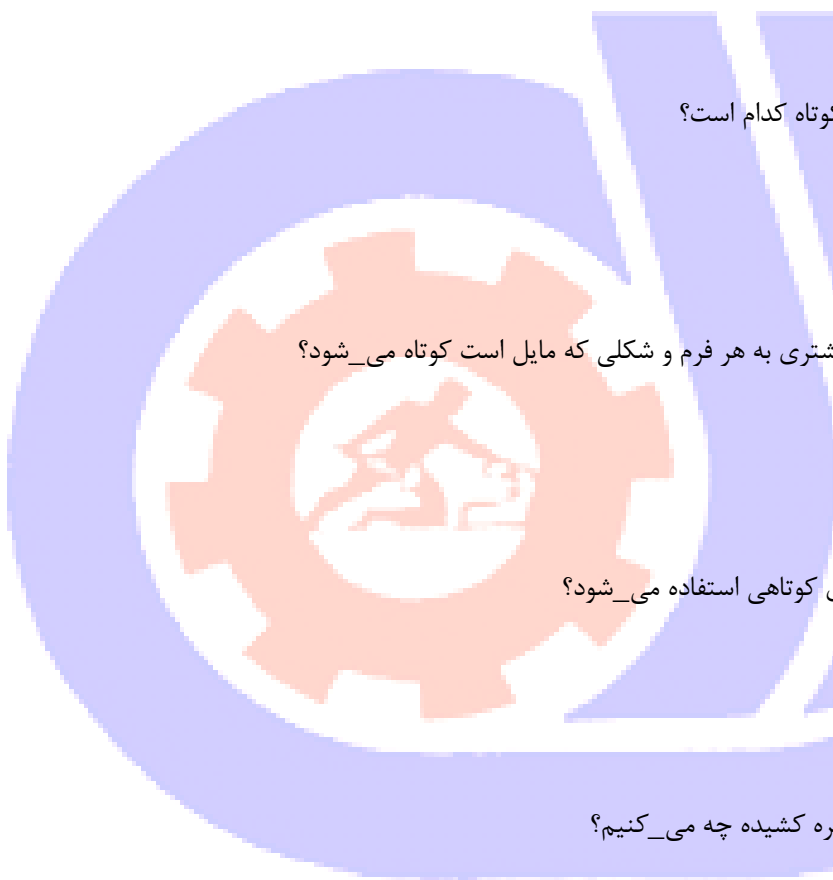 کوتاه کدام است؟
شتری به هر فرم و شکلی که مایل است کوتاه می_شود؟
کوتاهی استفاده می_شود؟
ره کشیده چه می_کنیم؟